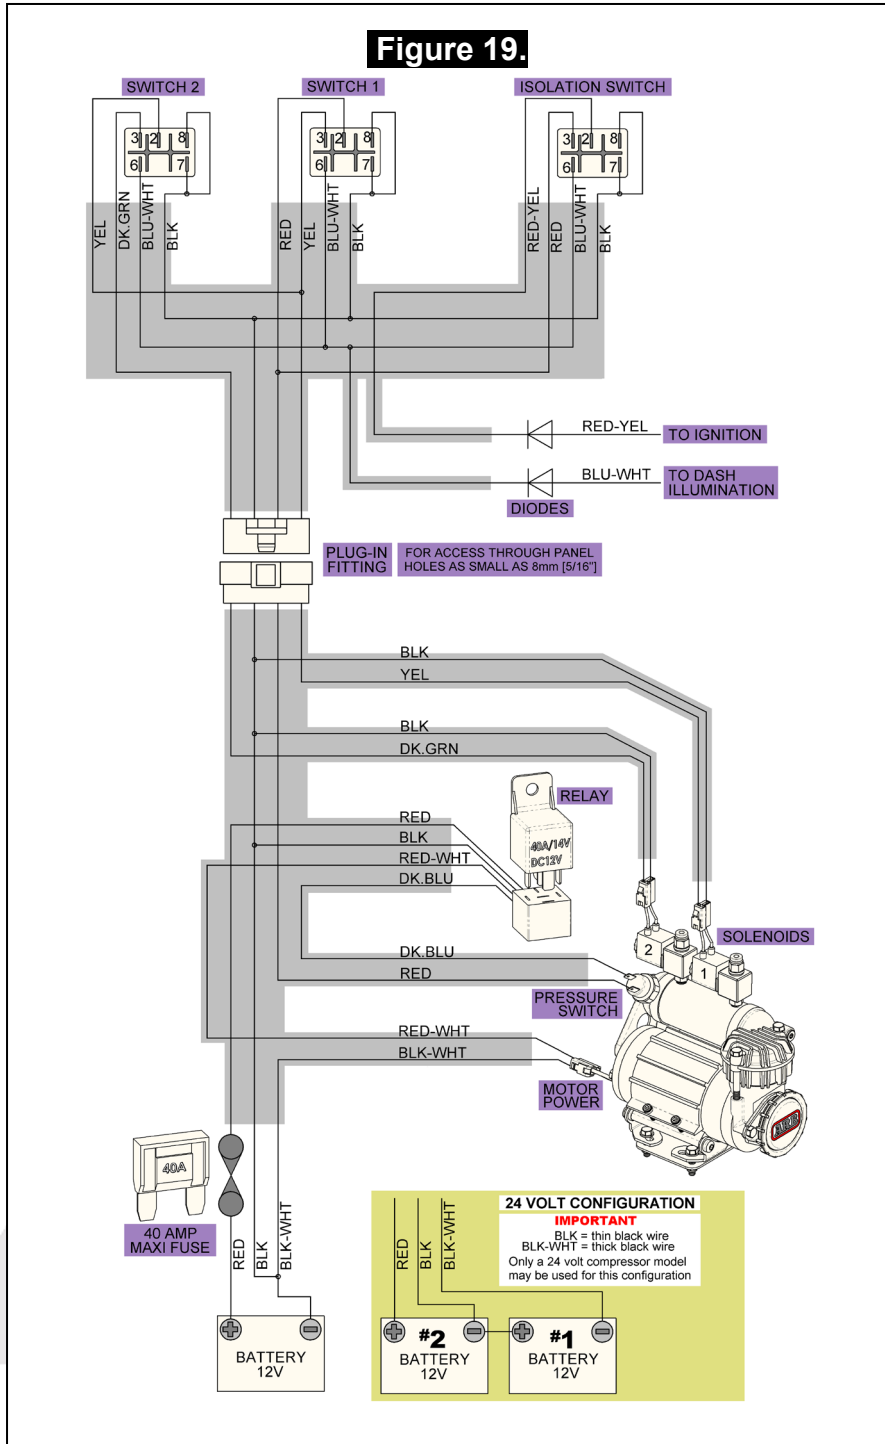 Figure 19.
SWITCH 2
SWITCH 1
ISOLATION SWITCH
3 2 8
6 7
3 2 8
6 7
3 2 8
6 7
YEL
DK.GRN
BLU-WHT
BLK
RED
YEL
BLU-WHT
BLK
RED-YEL
RED
BLU-WHT
BLK
RED-YEL
TO IGNITION
BLU-WHT
TO DASH
ILLUMINATION
DIODES
PLUG-IN
FITTING
FOR ACCESS THROUGH PANEL
HOLES AS SMALL AS 8mm [5/16"]
BLK
YEL
BLK
DK.GRN
RELAY
40A/14V
DC12V
RED
BLK
RED-WHT
DK.BLU
SOLENOIDS
2
1
DK.BLU
RED
PRESSURE
SWITCH
RED-WHT
BLK-WHT
MOTOR
POWER
ARB
40A
40 AMP
MAXI FUSE
RED
BLK
BLK-WHT
BATTERY
12V
24 VOLT CONFIGURATION
IMPORTANT
BLK = thin black wire
BLK-WHT = thick black wire
Only a 24 volt compressor model
may be used for this configuration
RED
BLK
BLK-WHT
#2
BATTERY
12V
#1
BATTERY
12V